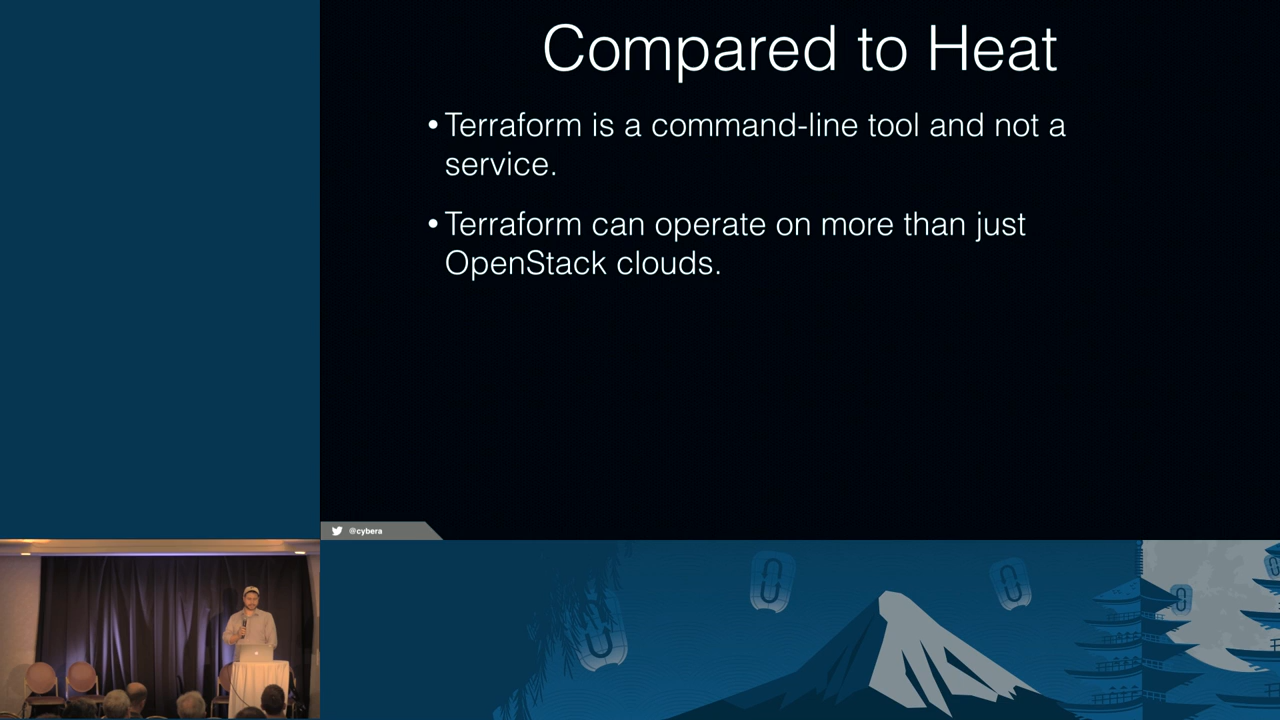 Compared to Heat
• Terraform is a command-line tool and not a
service.
• Terraform can operate on more than just
OpenStack clouds.
@cybera